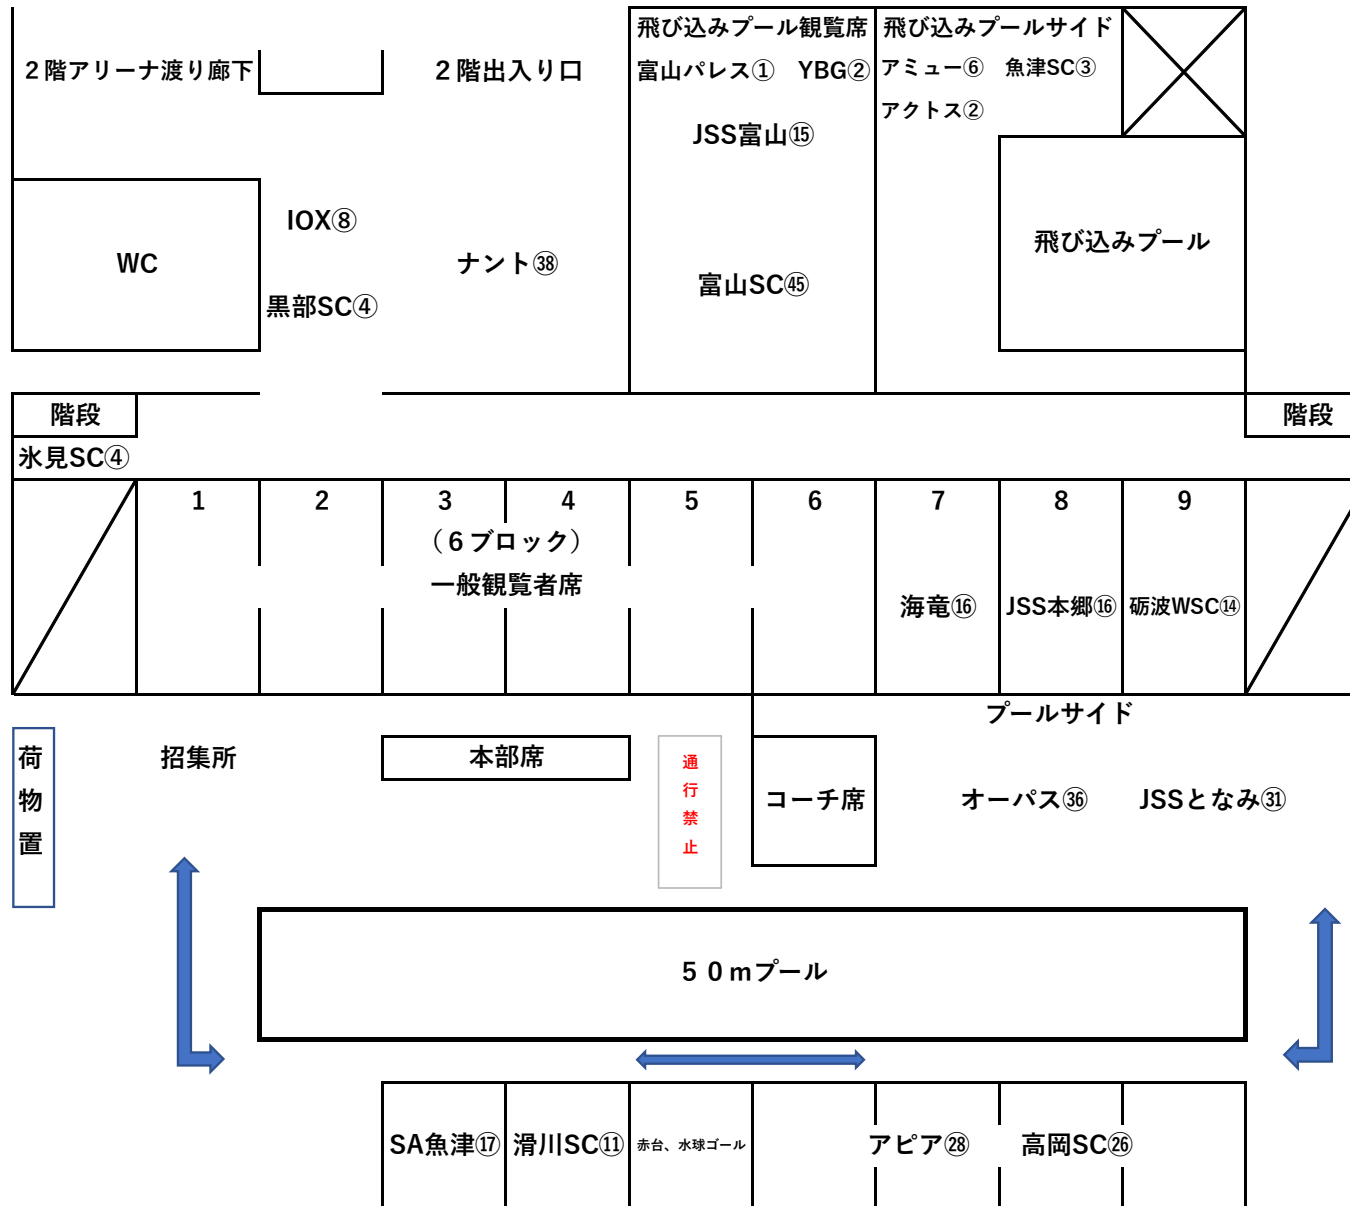 飛び込みプール観覧席
飛び込みプールサイド
２階アリーナ渡り廊下
２階出入り口
富山パレス① YBG②
アミュー⑥ 魚津SC③
アクトス②
JSS富山⑮
IOX⑧
WC
ナント㊳
飛び込みプール
富山SC㊺
黒部SC④
階段
階段
氷見SC④
1 2 3 4 5 6 7 8 9
（６ブロック）
一般観覧者席
海竜⑯
JSS本郷⑯
砺波WSC⑭
プールサイド
荷物置
招集所
本部席
通行禁止
コーチ席
オーパス㊱
JSSとなみ㉛
５０ｍプール
SA魚津⑰
滑川SC⑪
赤台、水球ゴール
アピア㉘
高岡SC㉖